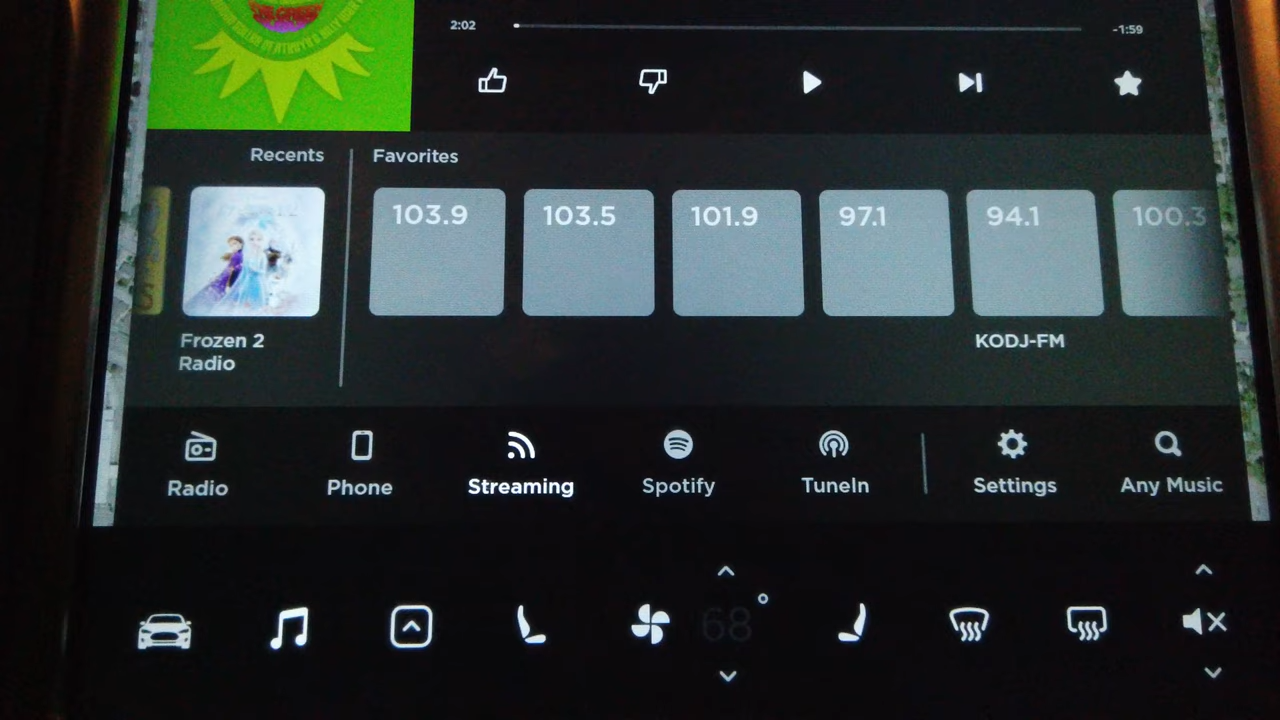 2:02
-1:59
Recents
Favorites
103.9
103.5
101.9
97.1
94.1
100.3
Frozen 2
Radio
KODJ-FM
Radio
Phone
Streaming
Spotify
TuneIn
Settings
Any Music
68°